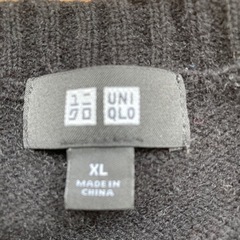 ユニ UNI
クロ QLO
XL
MADE IN
CHINA